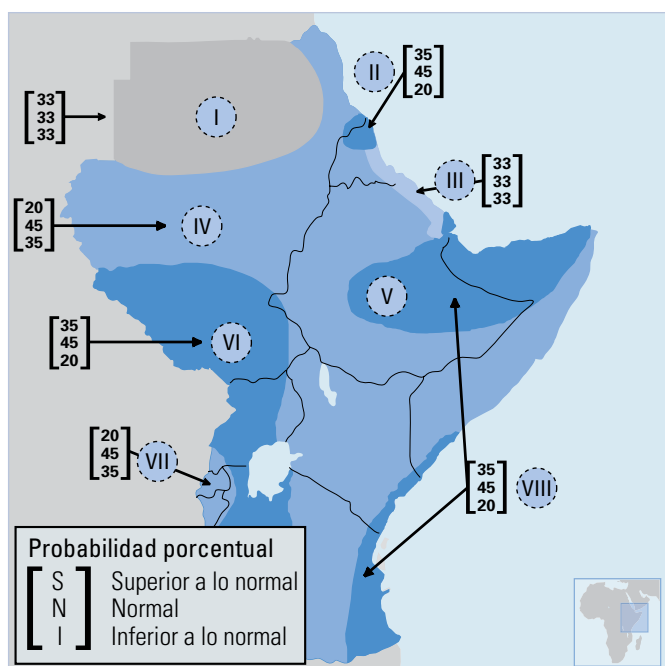 33
33
33
I
II
35
45
20
III
33
33
33
20
45
35
IV
V
35
45
20
VI
20
45
35
VII
35
45
20
VIII
Probabilidad porcentual
S Superior a lo normal
N Normal
I Inferior a lo normal